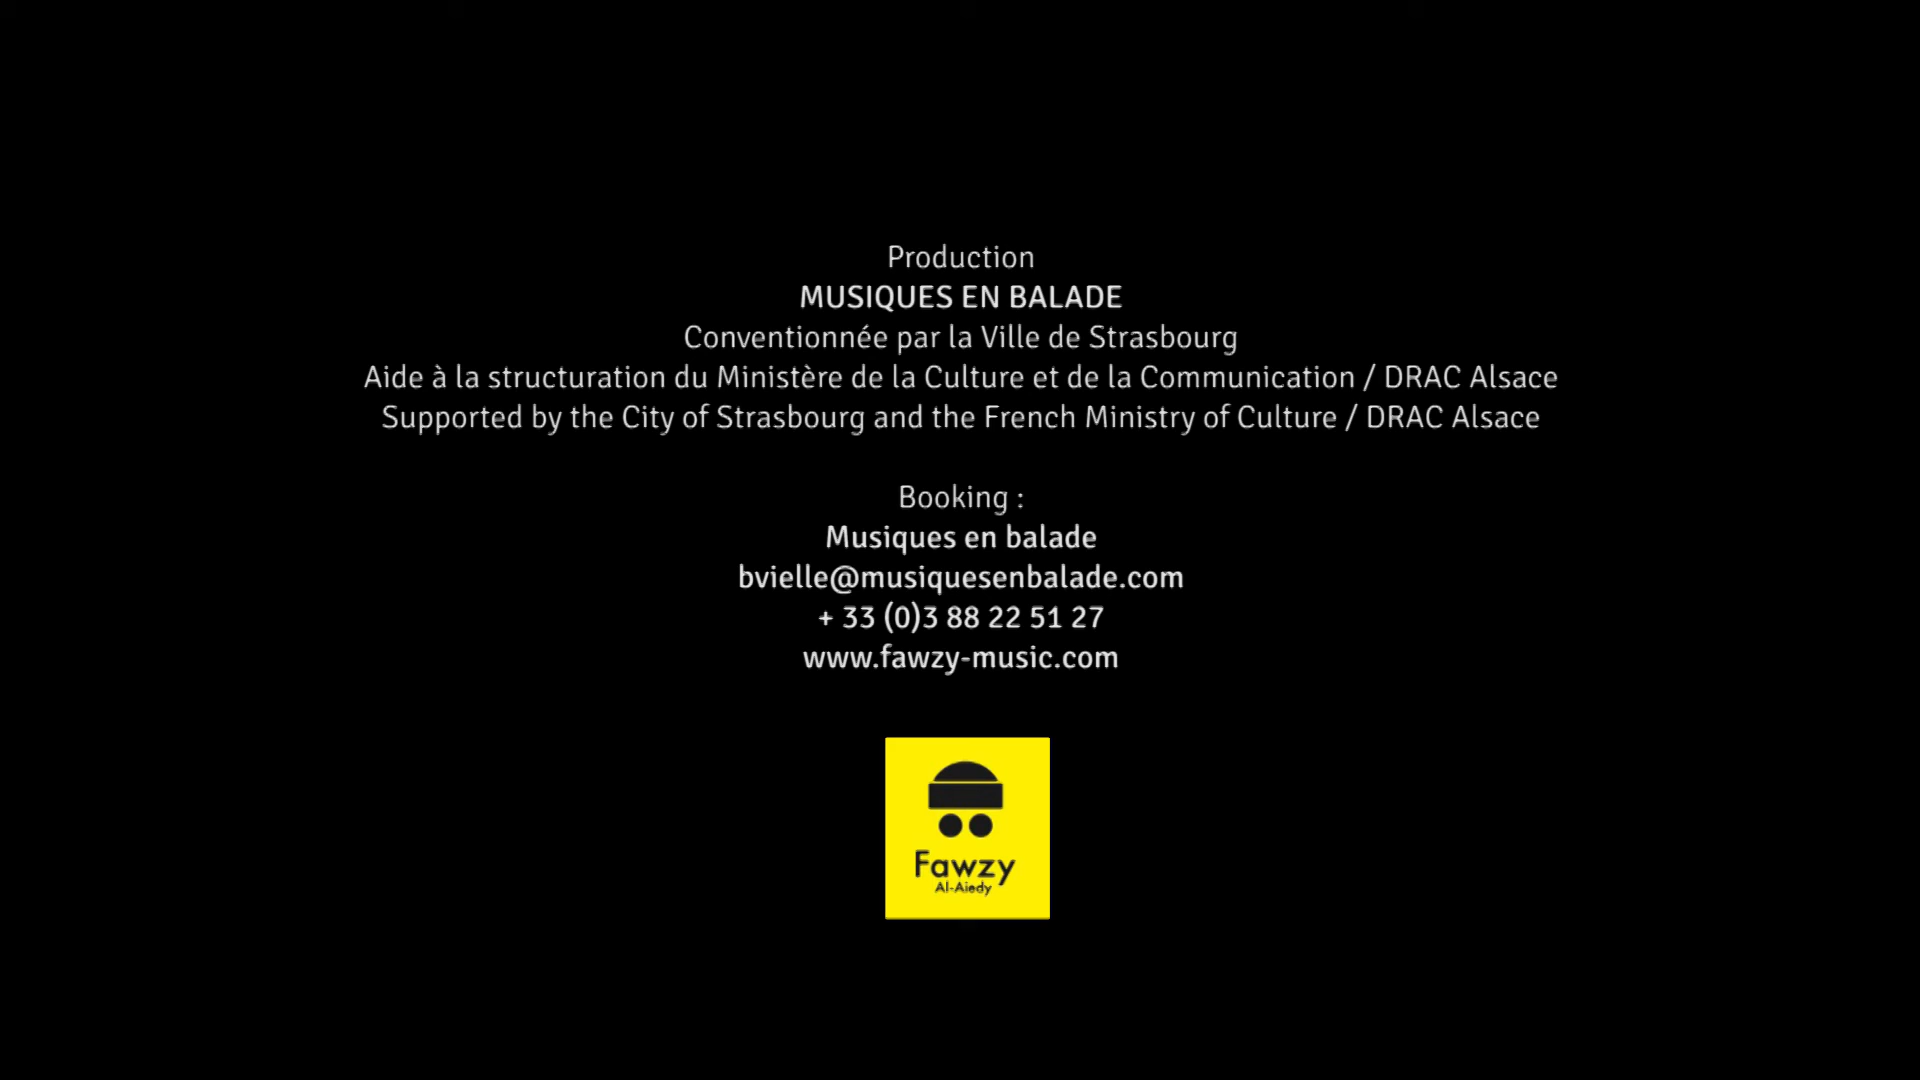 Production
MUSIQUES EN BALADE
Conventionnée par la Ville de Strasbourg
Aide à la structuration du Ministère de la Culture et de la Communication / DRAC Alsace
Supported by the City of Strasbourg and the French Ministry of Culture / DRAC Alsace
Booking :
Musiques en balade
bvielle@musiquesenbalade.com
+ 33 (0)3 88 22 51 27
www.fawzy-music.com
Fawzy
Al-Aiedy